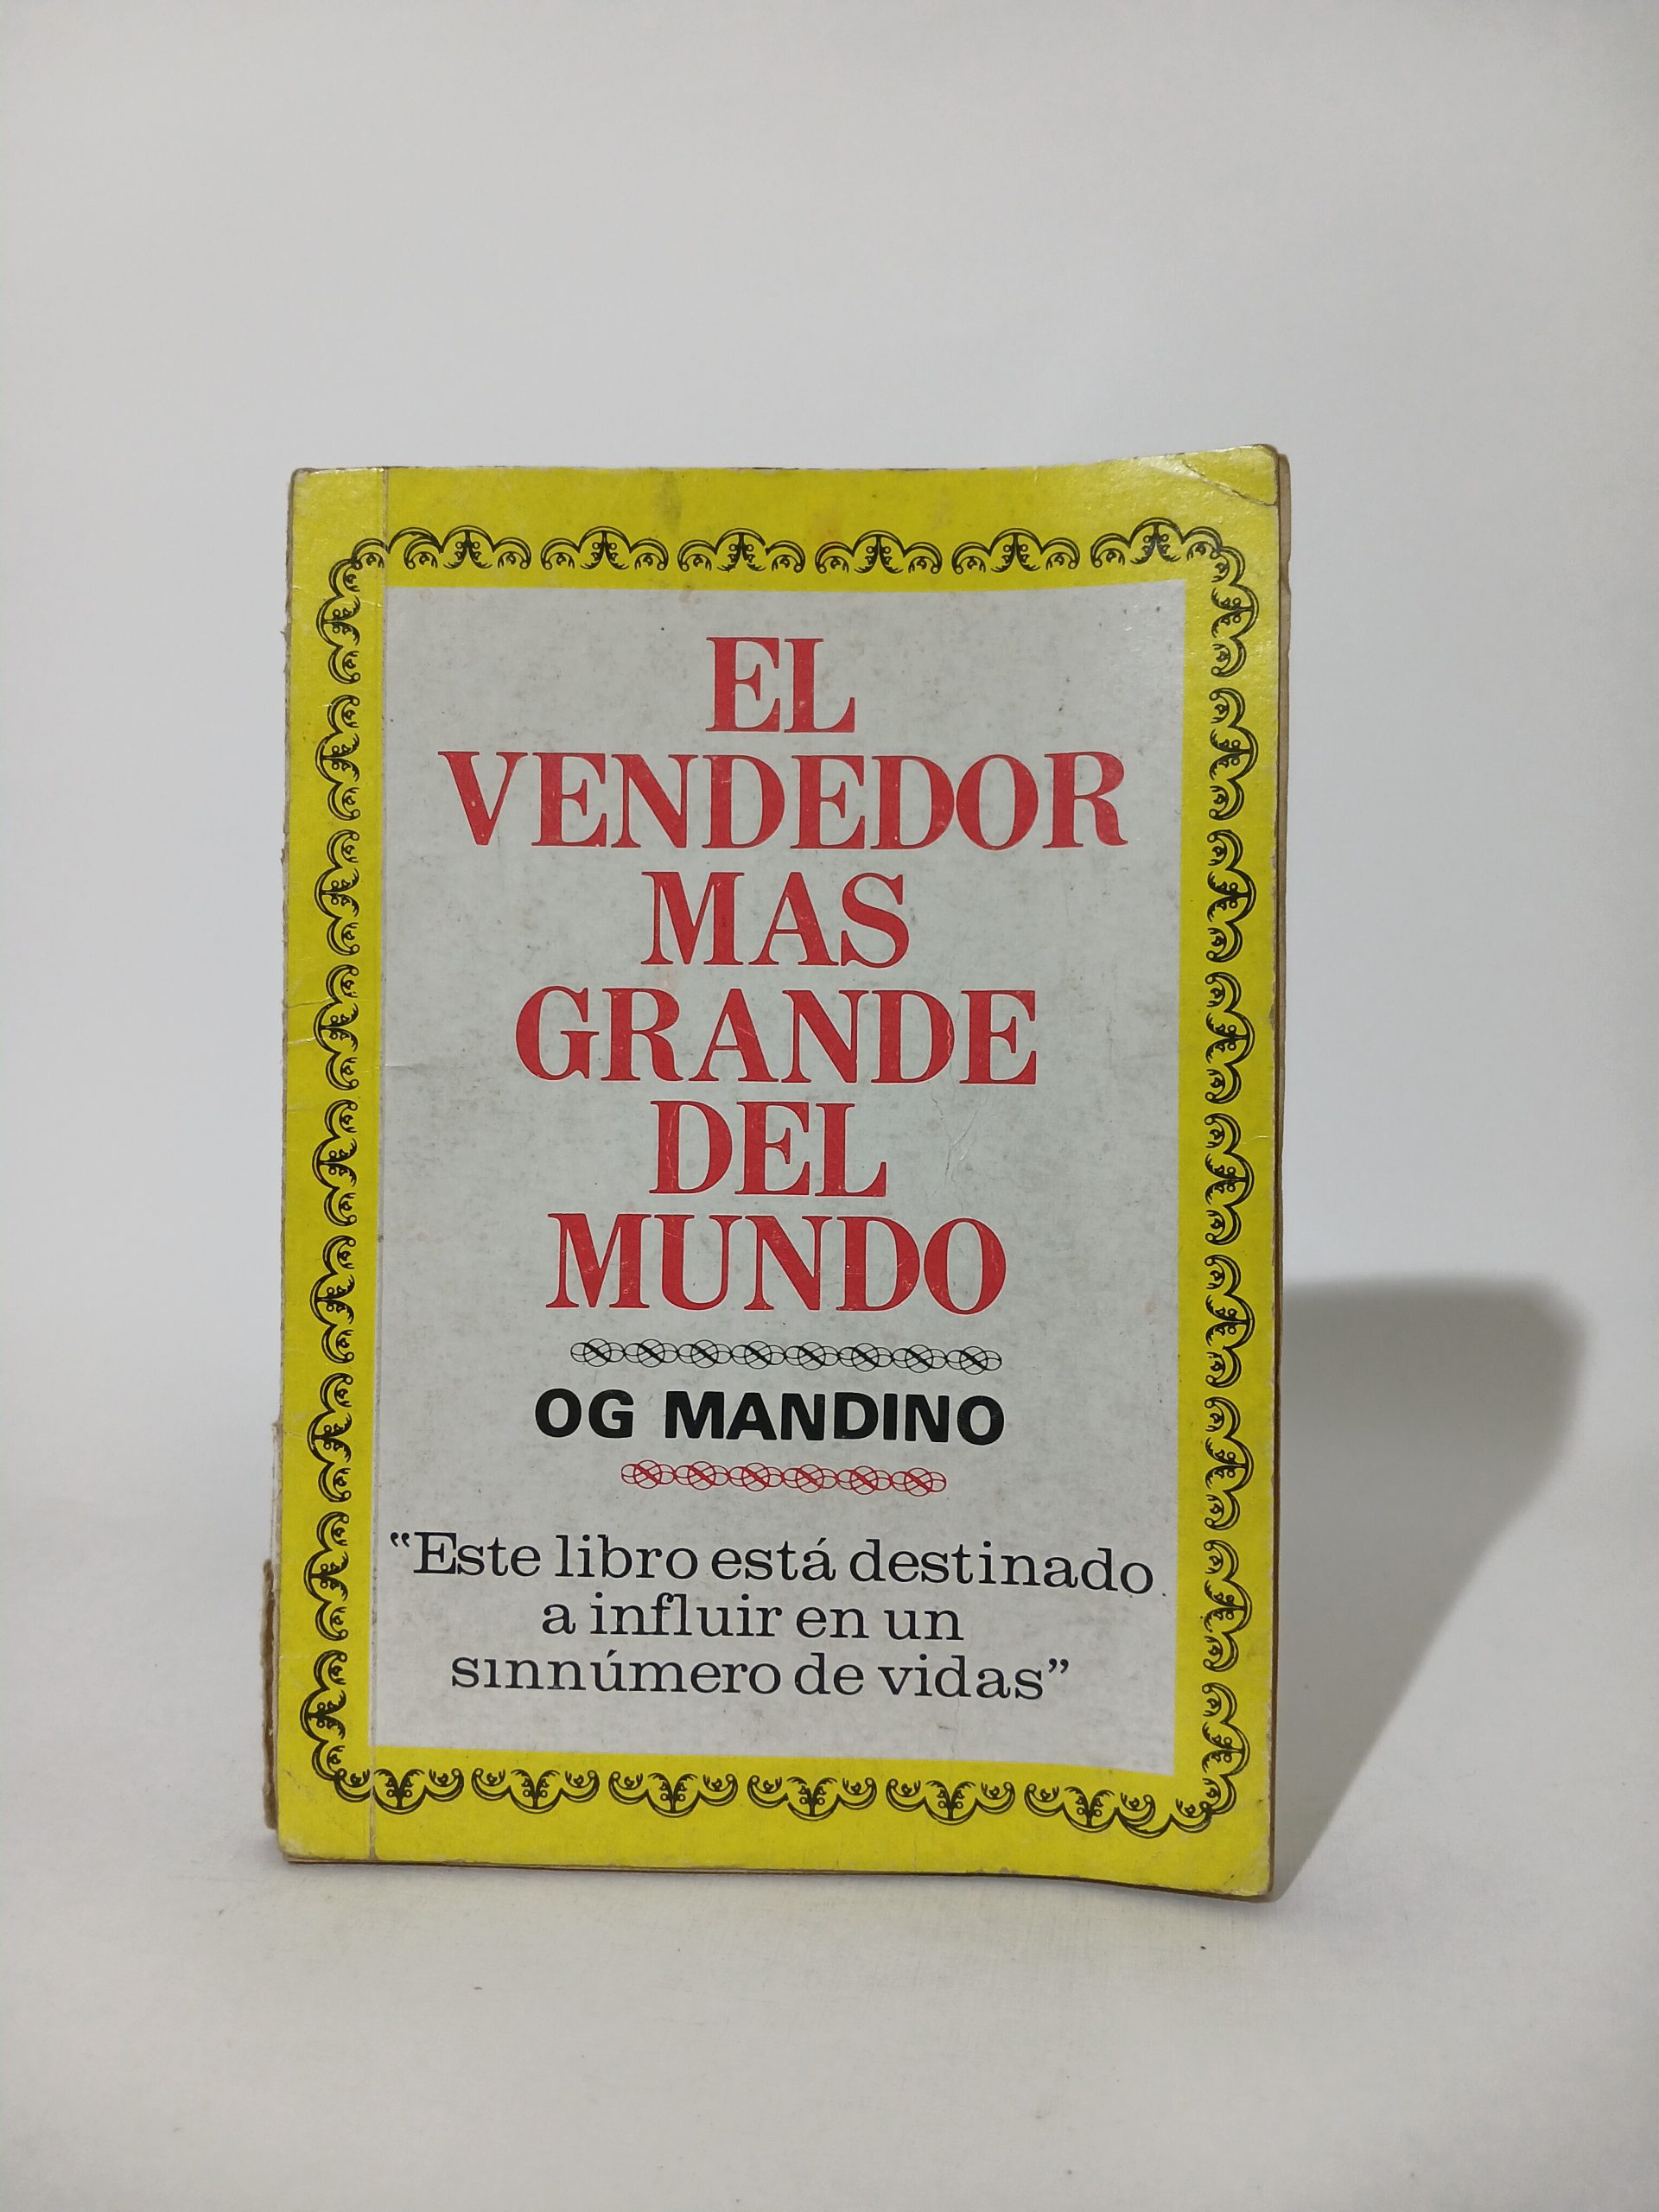 EL
VENDEDOR
MAS
GRANDE
DEL
MUNDO
OG MANDINO
“Este libro está destinado
a influir en un
sinnúmero de vidas”